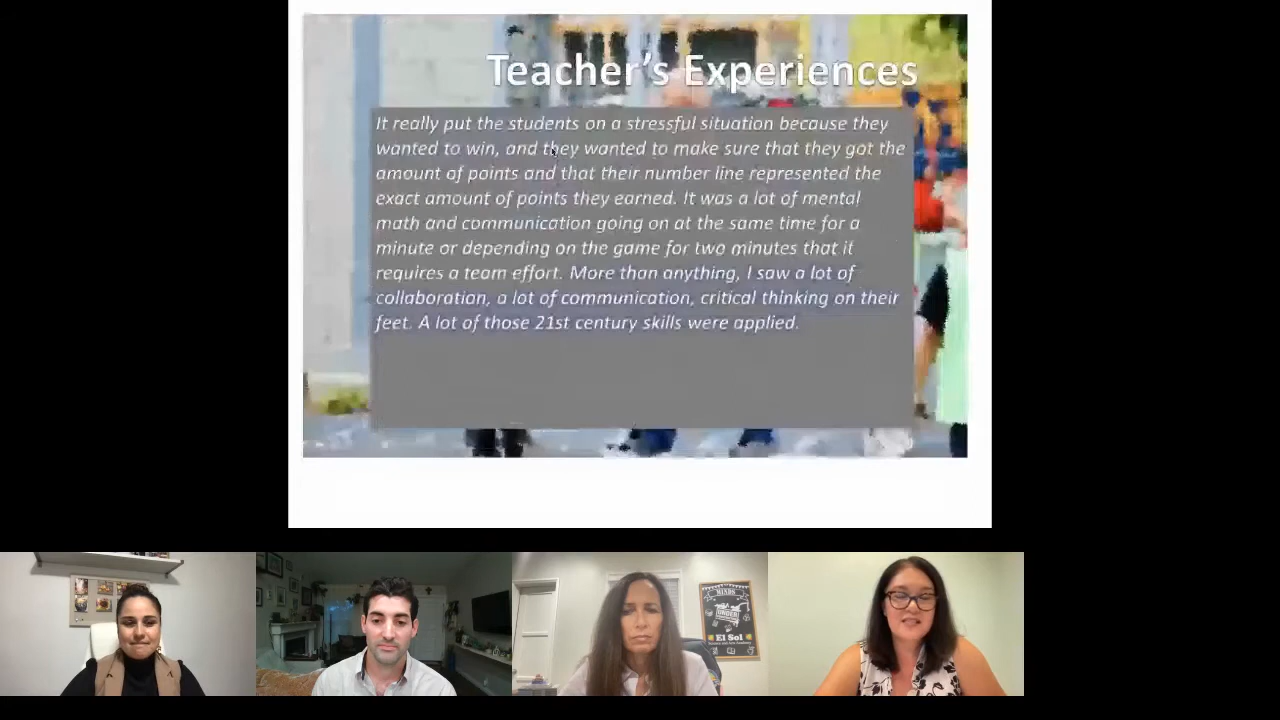 Teacher's Experiences
It really put the students on a stressful situation because they
wanted to win, and they wanted to make sure that they got the
amount of points and that their number line represented the
exact amount of points they earned. It was a lot of mental
math and communication going on at the same time for a
minute or depending on the game for two minutes that it
requires a team effort. More than anything, I saw a lot of
collaboration, a lot of communication, critical thinking on their
feet. A lot of those 21st century skills were applied.
MINDS
UNDER
El Sol